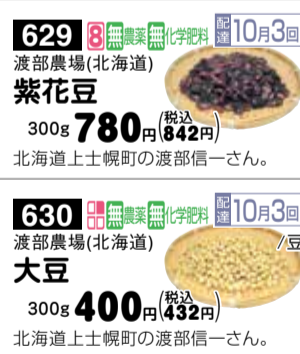 629 8 無農薬 無化学肥料 配達10月3回
渡部農場(北海道)
紫花豆
300g 780円(税込842円)
北海道上士幌町の渡部信一さん。
630 無農薬 無化学肥料 配達10月3回
渡部農場(北海道)
大豆
300g 400円(税込432円)
北海道上士幌町の渡部信一さん。